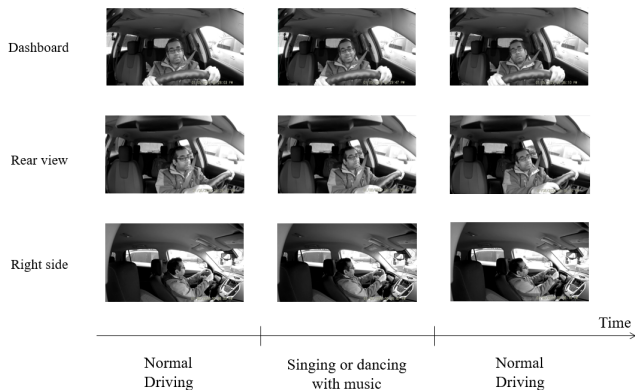 Dashboard
Rear view
Right side
Time
Normal
Driving
Singing or dancing
with music
Normal
Driving